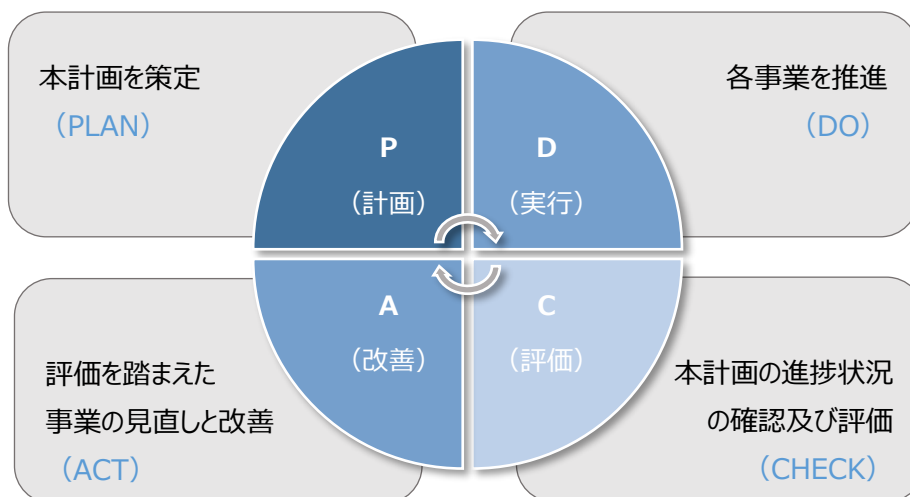 本計画を策定
（PLAN）
各事業を推進
（DO）
P
（計画）
D
（実行）
A
（改善）
C
（評価）
評価を踏まえた
事業の見直しと改善
（ACT）
本計画の進捗状況
の確認及び評価
（CHECK）